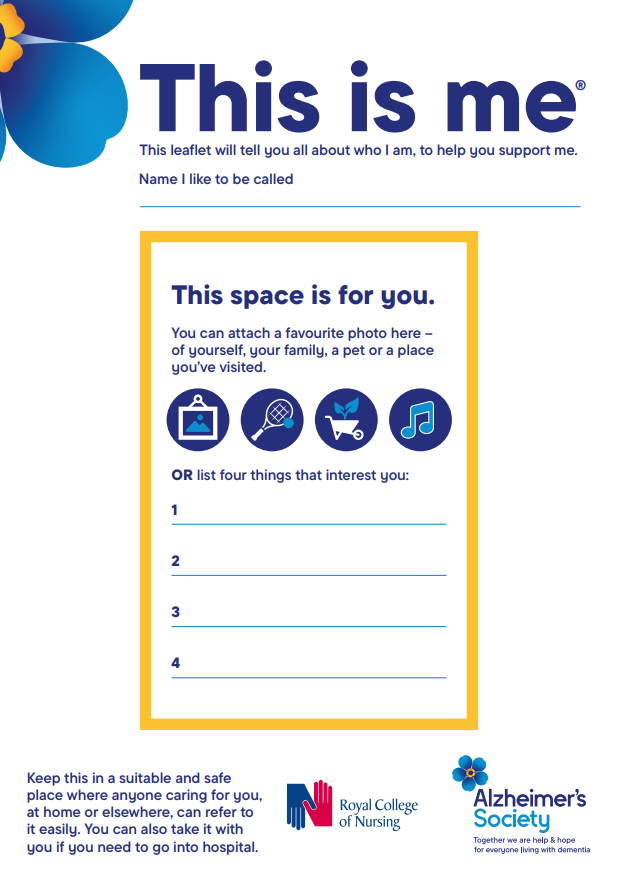 This is me®
This leaflet will tell you all about who I am, to help you support me.
Name I like to be called
This space is for you.
You can attach a favourite photo here –
of yourself, your family, a pet or a place
you’ve visited.
OR list four things that interest you:
1
2
3
4
Keep this in a suitable and safe
place where anyone caring for you,
at home or elsewhere, can refer to
it easily. You can also take it with
you if you need to go into hospital.
Royal College
of Nursing
Alzheimer’s
Society
Together we are help & hope
for everyone living with dementia